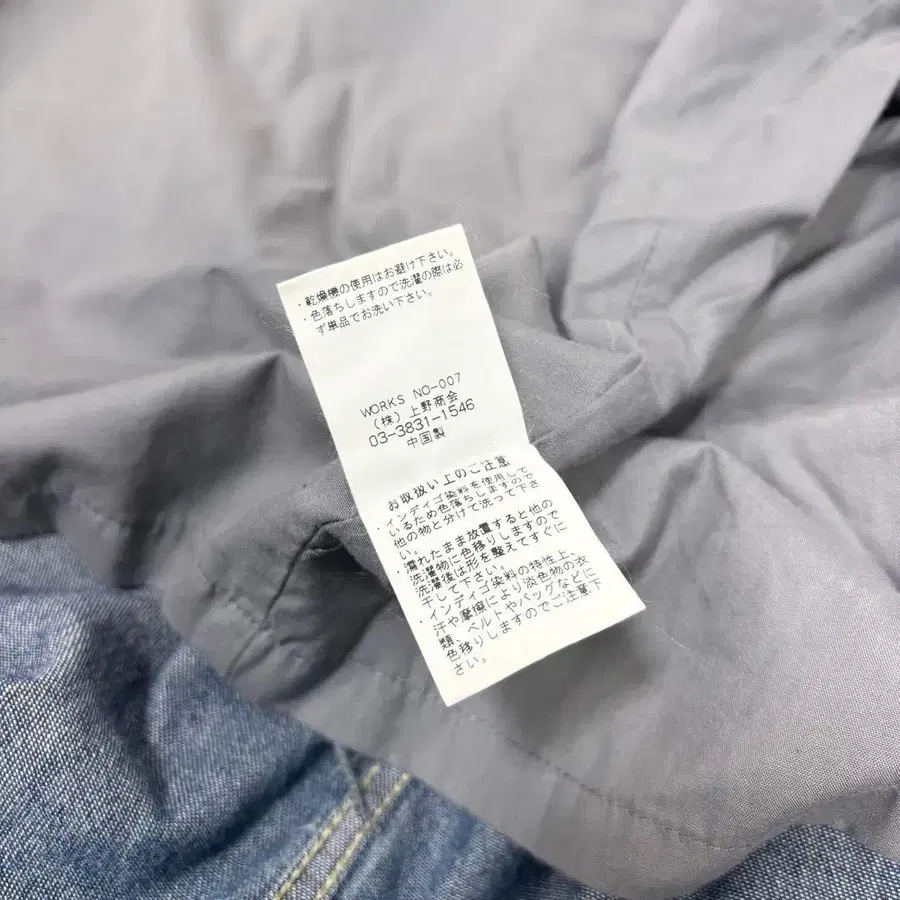 ・乾燥機の使用はお避け下さい。
・色落ちしますので洗濯の際は必
ず単品でお洗い下さい。
WORKS NO-007
(株)上野商会
03-3831-1546
中国製
お取扱い上のご注意
・インディゴ染料を使用して
いるため色落ちしますので
他の物と分けて洗って下さ
い。
・濡れたまま放置すると他の
洗濯物に色移りしますので
洗濯後は形を整えてすぐに
干して下さい。
・インディゴ染料の特性上、
汗や摩擦により淡色物の衣
類、ベルトやバッグなどに
色移りしますのでご注意下
さい。